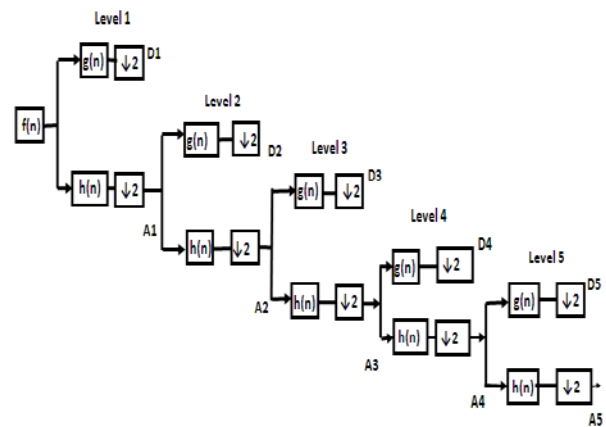 Level 1
g(n) ↓2 D1
f(n)
h(n) ↓2
A1
Level 2
g(n) ↓2
D2
h(n) ↓2
A2
Level 3
g(n) ↓2 D3
h(n) ↓2
A3
Level 4
g(n) ↓2 D4
h(n) ↓2
A4
Level 5
g(n) ↓2 D5
h(n) ↓2
A5